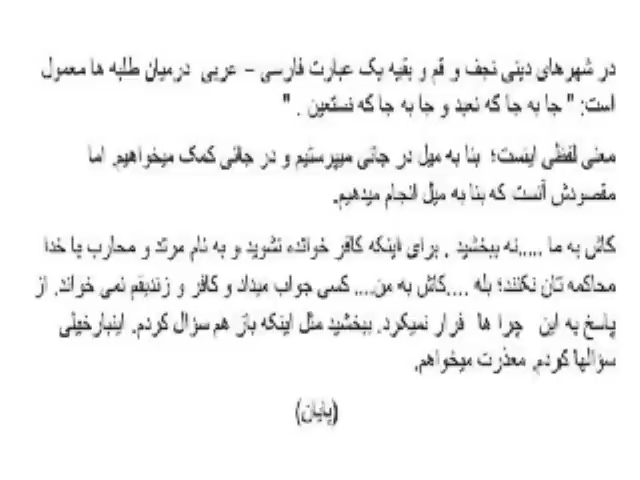 در شهرهای دینی نجف و قم و بقیه یک عبارت فارسی - عربی درمیان طلبه ها معمول
است: " جا به جا که نعبد و جا به جا که نستعین . "
معنی لفظی اینست؛ بنا به میل در جائی میپرستیم و در جائی کمک میخواهیم. اما
مقصودش آنست که بنا به میل انجام میدهیم.
کاش به ما .....نه ببخشید . برای اینکه کافر خوانده نشوید و به نام مرتد و محارب با خدا
محاکمه تان نکنند؛ بله ....کاش به من.... کسی جواب میداد و کافر و زندیقم نمی خواند. از
پاسخ به این چرا ها فرار نمیکرد. ببخشید مثل اینکه باز هم سؤال کردم. اینبارخیلی
سؤالها کردم. معذرت میخواهم.
(پایان)